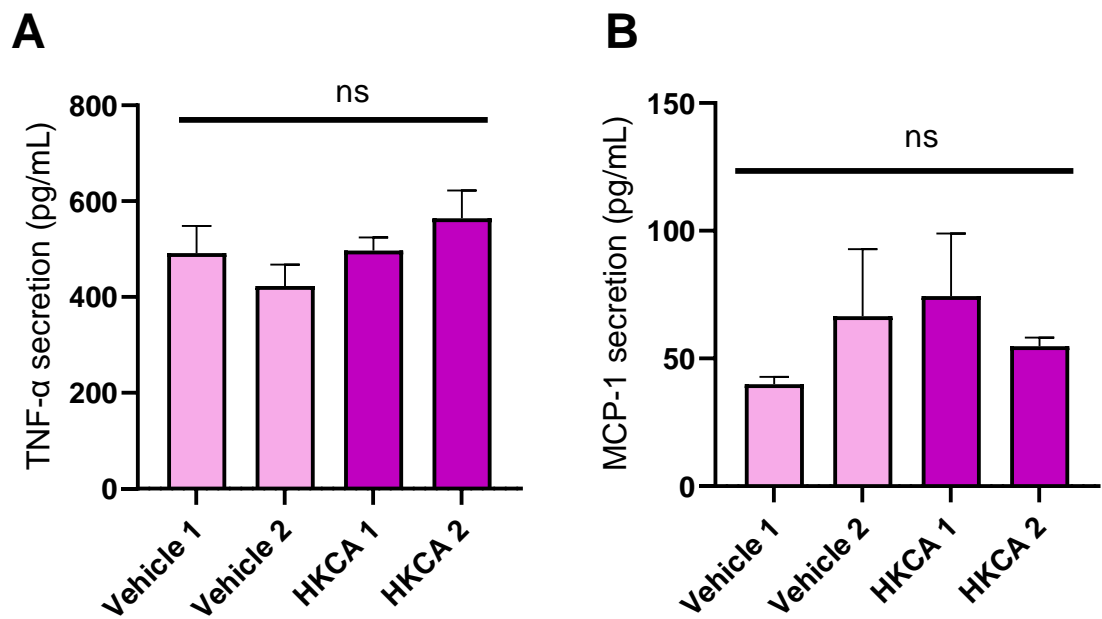 A
TNF-α secretion (pg/mL)
800
600
400
200
0
ns
Vehicle 1
Vehicle 2
HKCA 1
HKCA 2
B
MCP-1 secretion (pg/mL)
150
100
50
0
ns
Vehicle 1
Vehicle 2
HKCA 1
HKCA 2